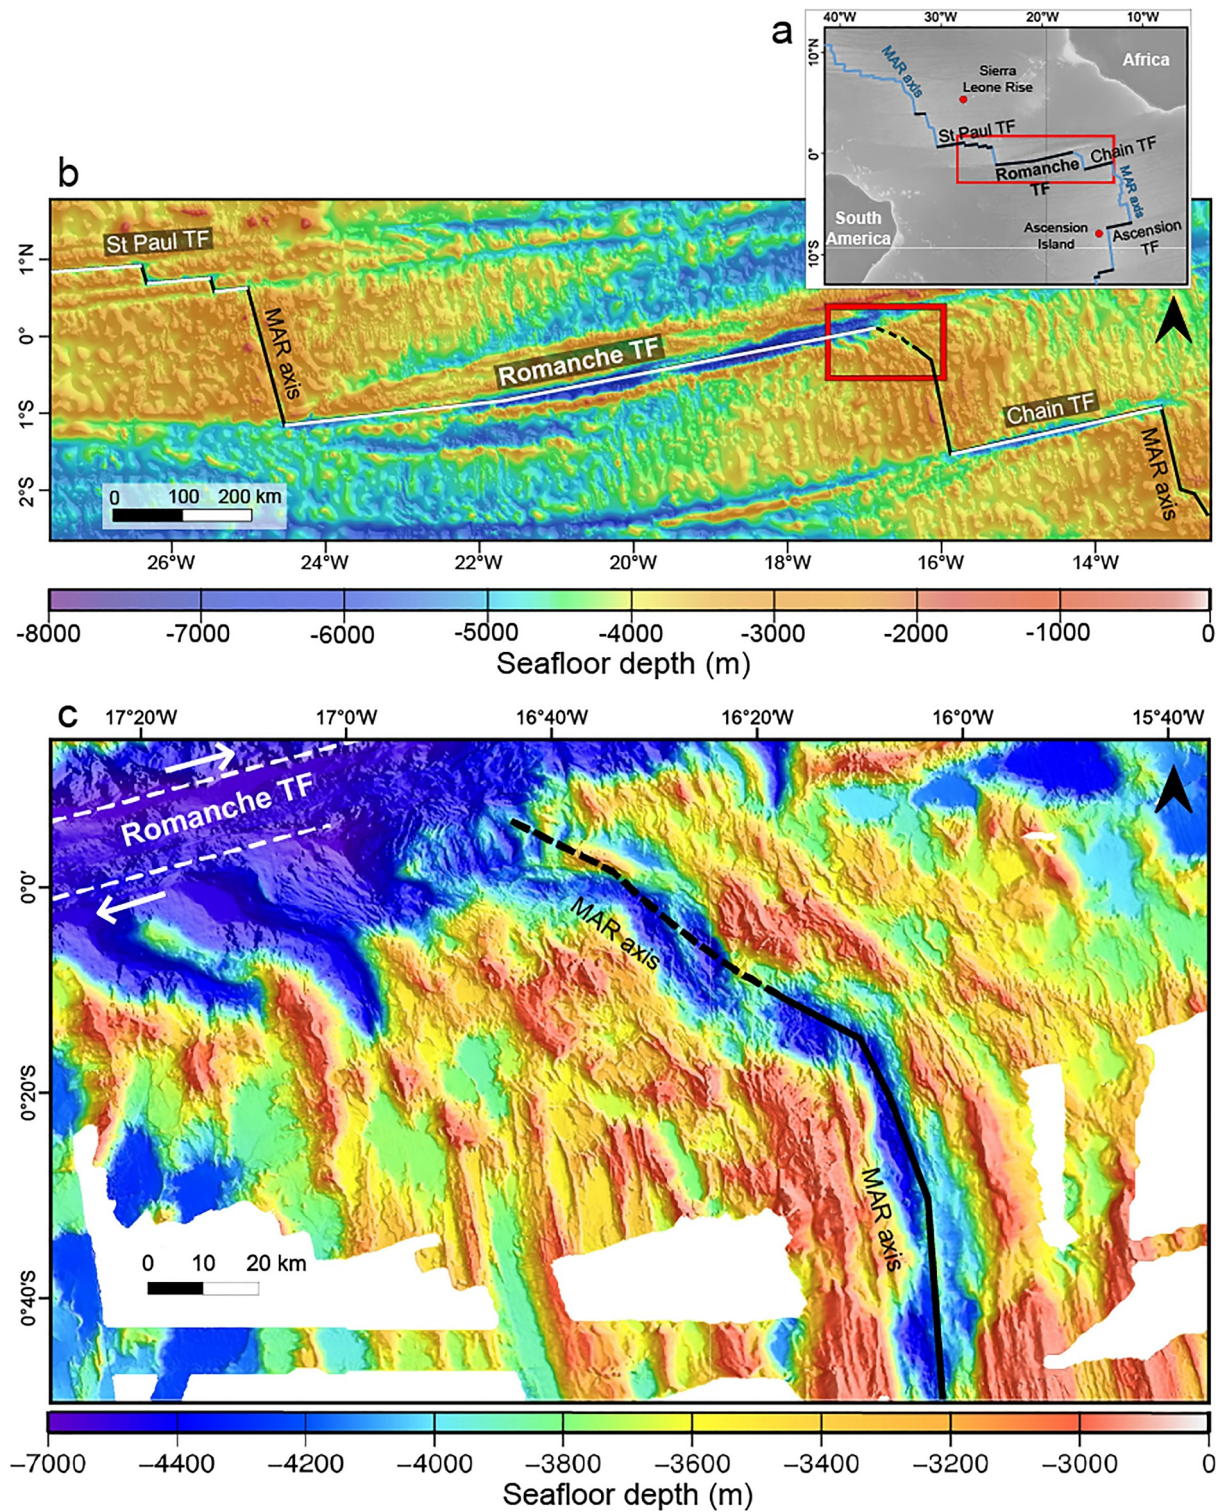 a
40°W 30°W 20°W 10°W
10°N
0°
10°S
MAR axis
Sierra
Leone Rise
Africa
St Paul TF
Chain TF
Romanche
TF
MAR axis
South
America
Ascension
Island
Ascension
TF
b
1°N
0°
1°S
2°S
St Paul TF
MAR axis
Romanche TF
Chain TF
MAR axis
0 100 200 km
26°W 24°W 22°W 20°W 18°W 16°W 14°W
-8000 -7000 -6000 -5000 -4000 -3000 -2000 -1000 0
Seafloor depth (m)
c
17°20'W 17°0'W 16°40'W 16°20'W 16°0'W 15°40'W
0°0'
0°20'S
0°40'S
Romanche TF
MAR axis
MAR axis
0 10 20 km
−7000 −4400 −4200 −4000 −3800 −3600 −3400 −3200 −3000 0
Seafloor depth (m)